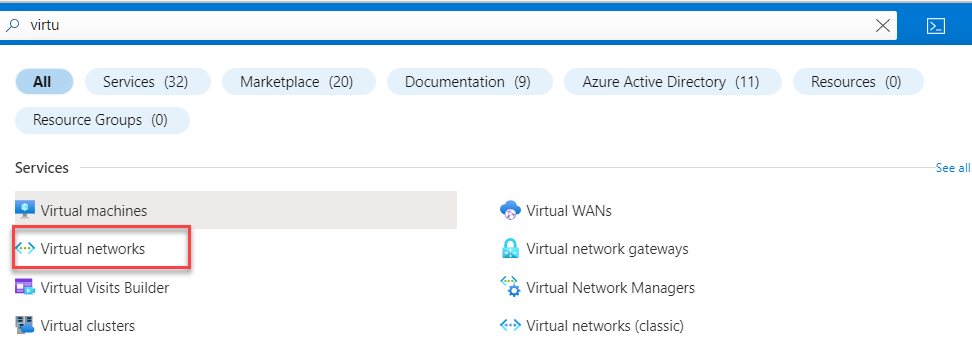 virtu
All Services (32) Marketplace (20) Documentation (9) Azure Active Directory (11) Resources (0)
Resource Groups (0)
Services See all
Virtual machines Virtual WANs
Virtual networks Virtual network gateways
Virtual Visits Builder Virtual Network Managers
Virtual clusters Virtual networks (classic)